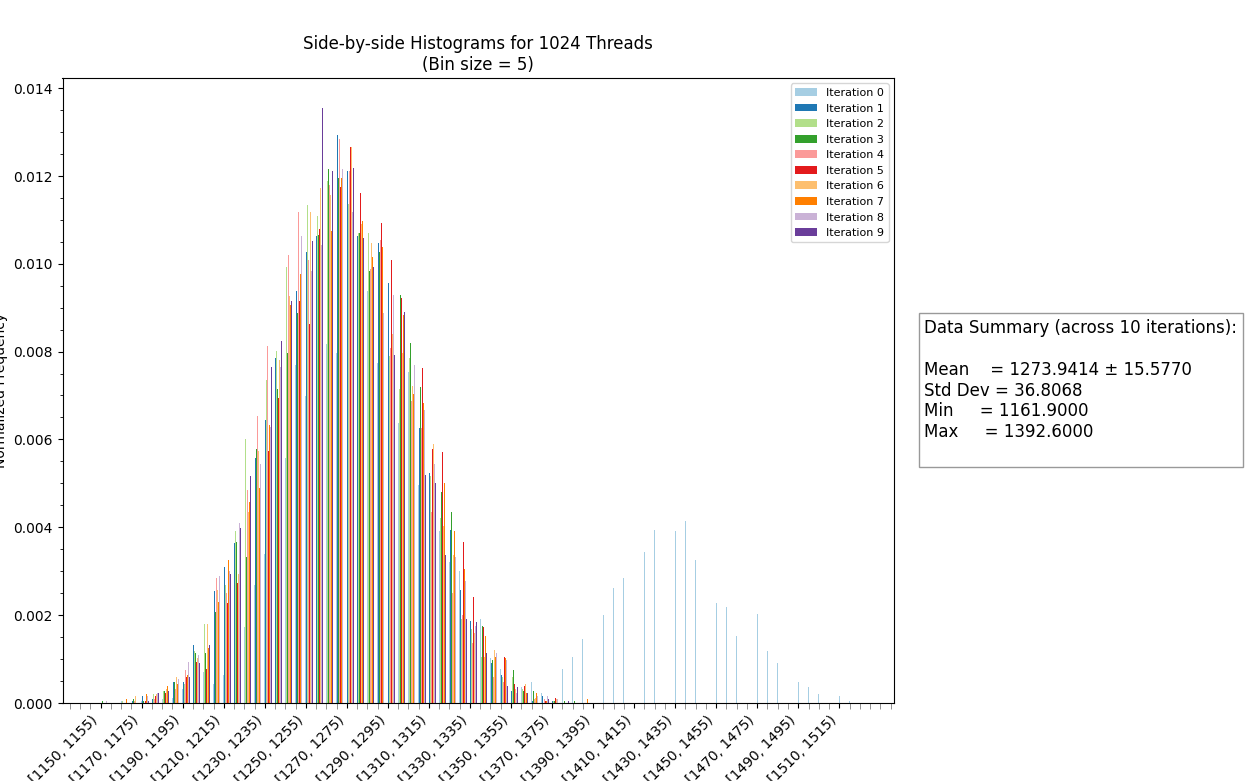 Side-by-side Histograms for 1024 Threads
(Bin size = 5)
0.014
0.012
0.010
0.008
0.006
0.004
0.002
0.000
Normalized Frequency
Iteration 0
Iteration 1
Iteration 2
Iteration 3
Iteration 4
Iteration 5
Iteration 6
Iteration 7
Iteration 8
Iteration 9
[1150, 1155)
[1170, 1175)
[1190, 1195)
[1210, 1215)
[1230, 1235)
[1250, 1255)
[1270, 1275)
[1290, 1295)
[1310, 1315)
[1330, 1335)
[1350, 1355)
[1370, 1375)
[1390, 1395)
[1410, 1415)
[1430, 1435)
[1450, 1455)
[1470, 1475)
[1490, 1495)
[1510, 1515)
Data Summary (across 10 iterations):
Mean = 1273.9414 ± 15.5770
Std Dev = 36.8068
Min = 1161.9000
Max = 1392.6000